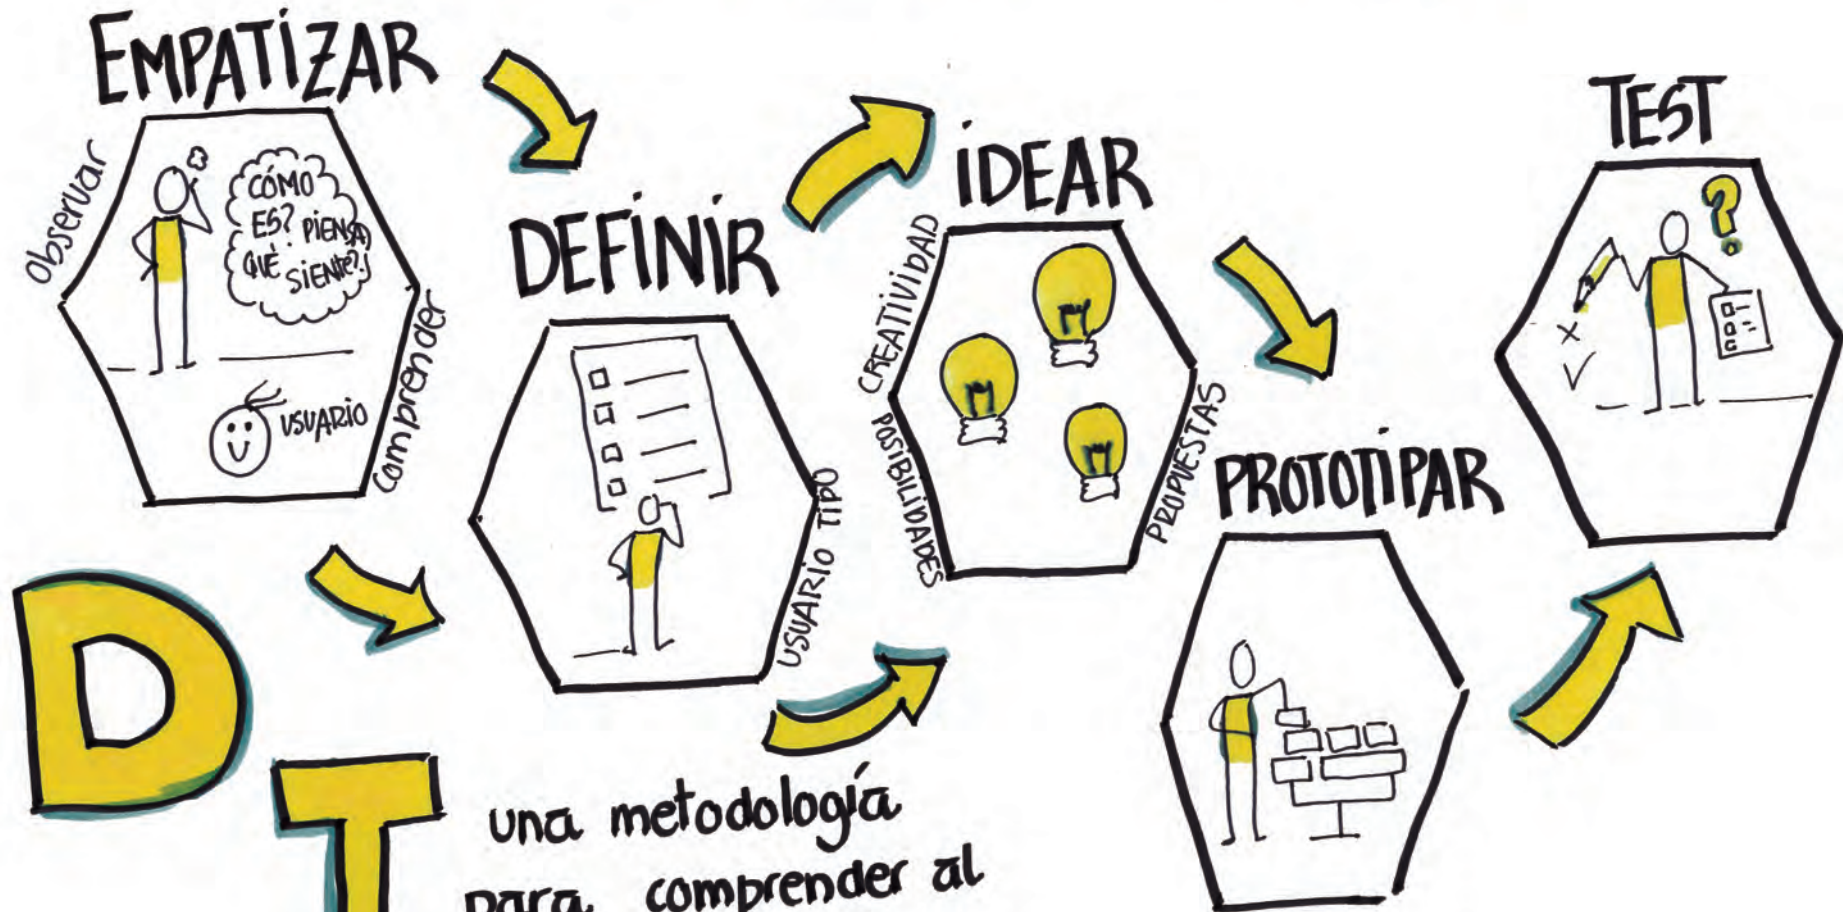 EMPATIZAR
Observar
CÓMO
ES? PIENSA
QUÉ
SIENTE?
USUARIO
Comprender
DEFINIR
USUARIO TIPO
IDEAR
CREATIVIDAD
POSIBILIDADES
PROPUESTAS
PROTOTIPAR
TEST
?
DT
una metodología
para comprender al